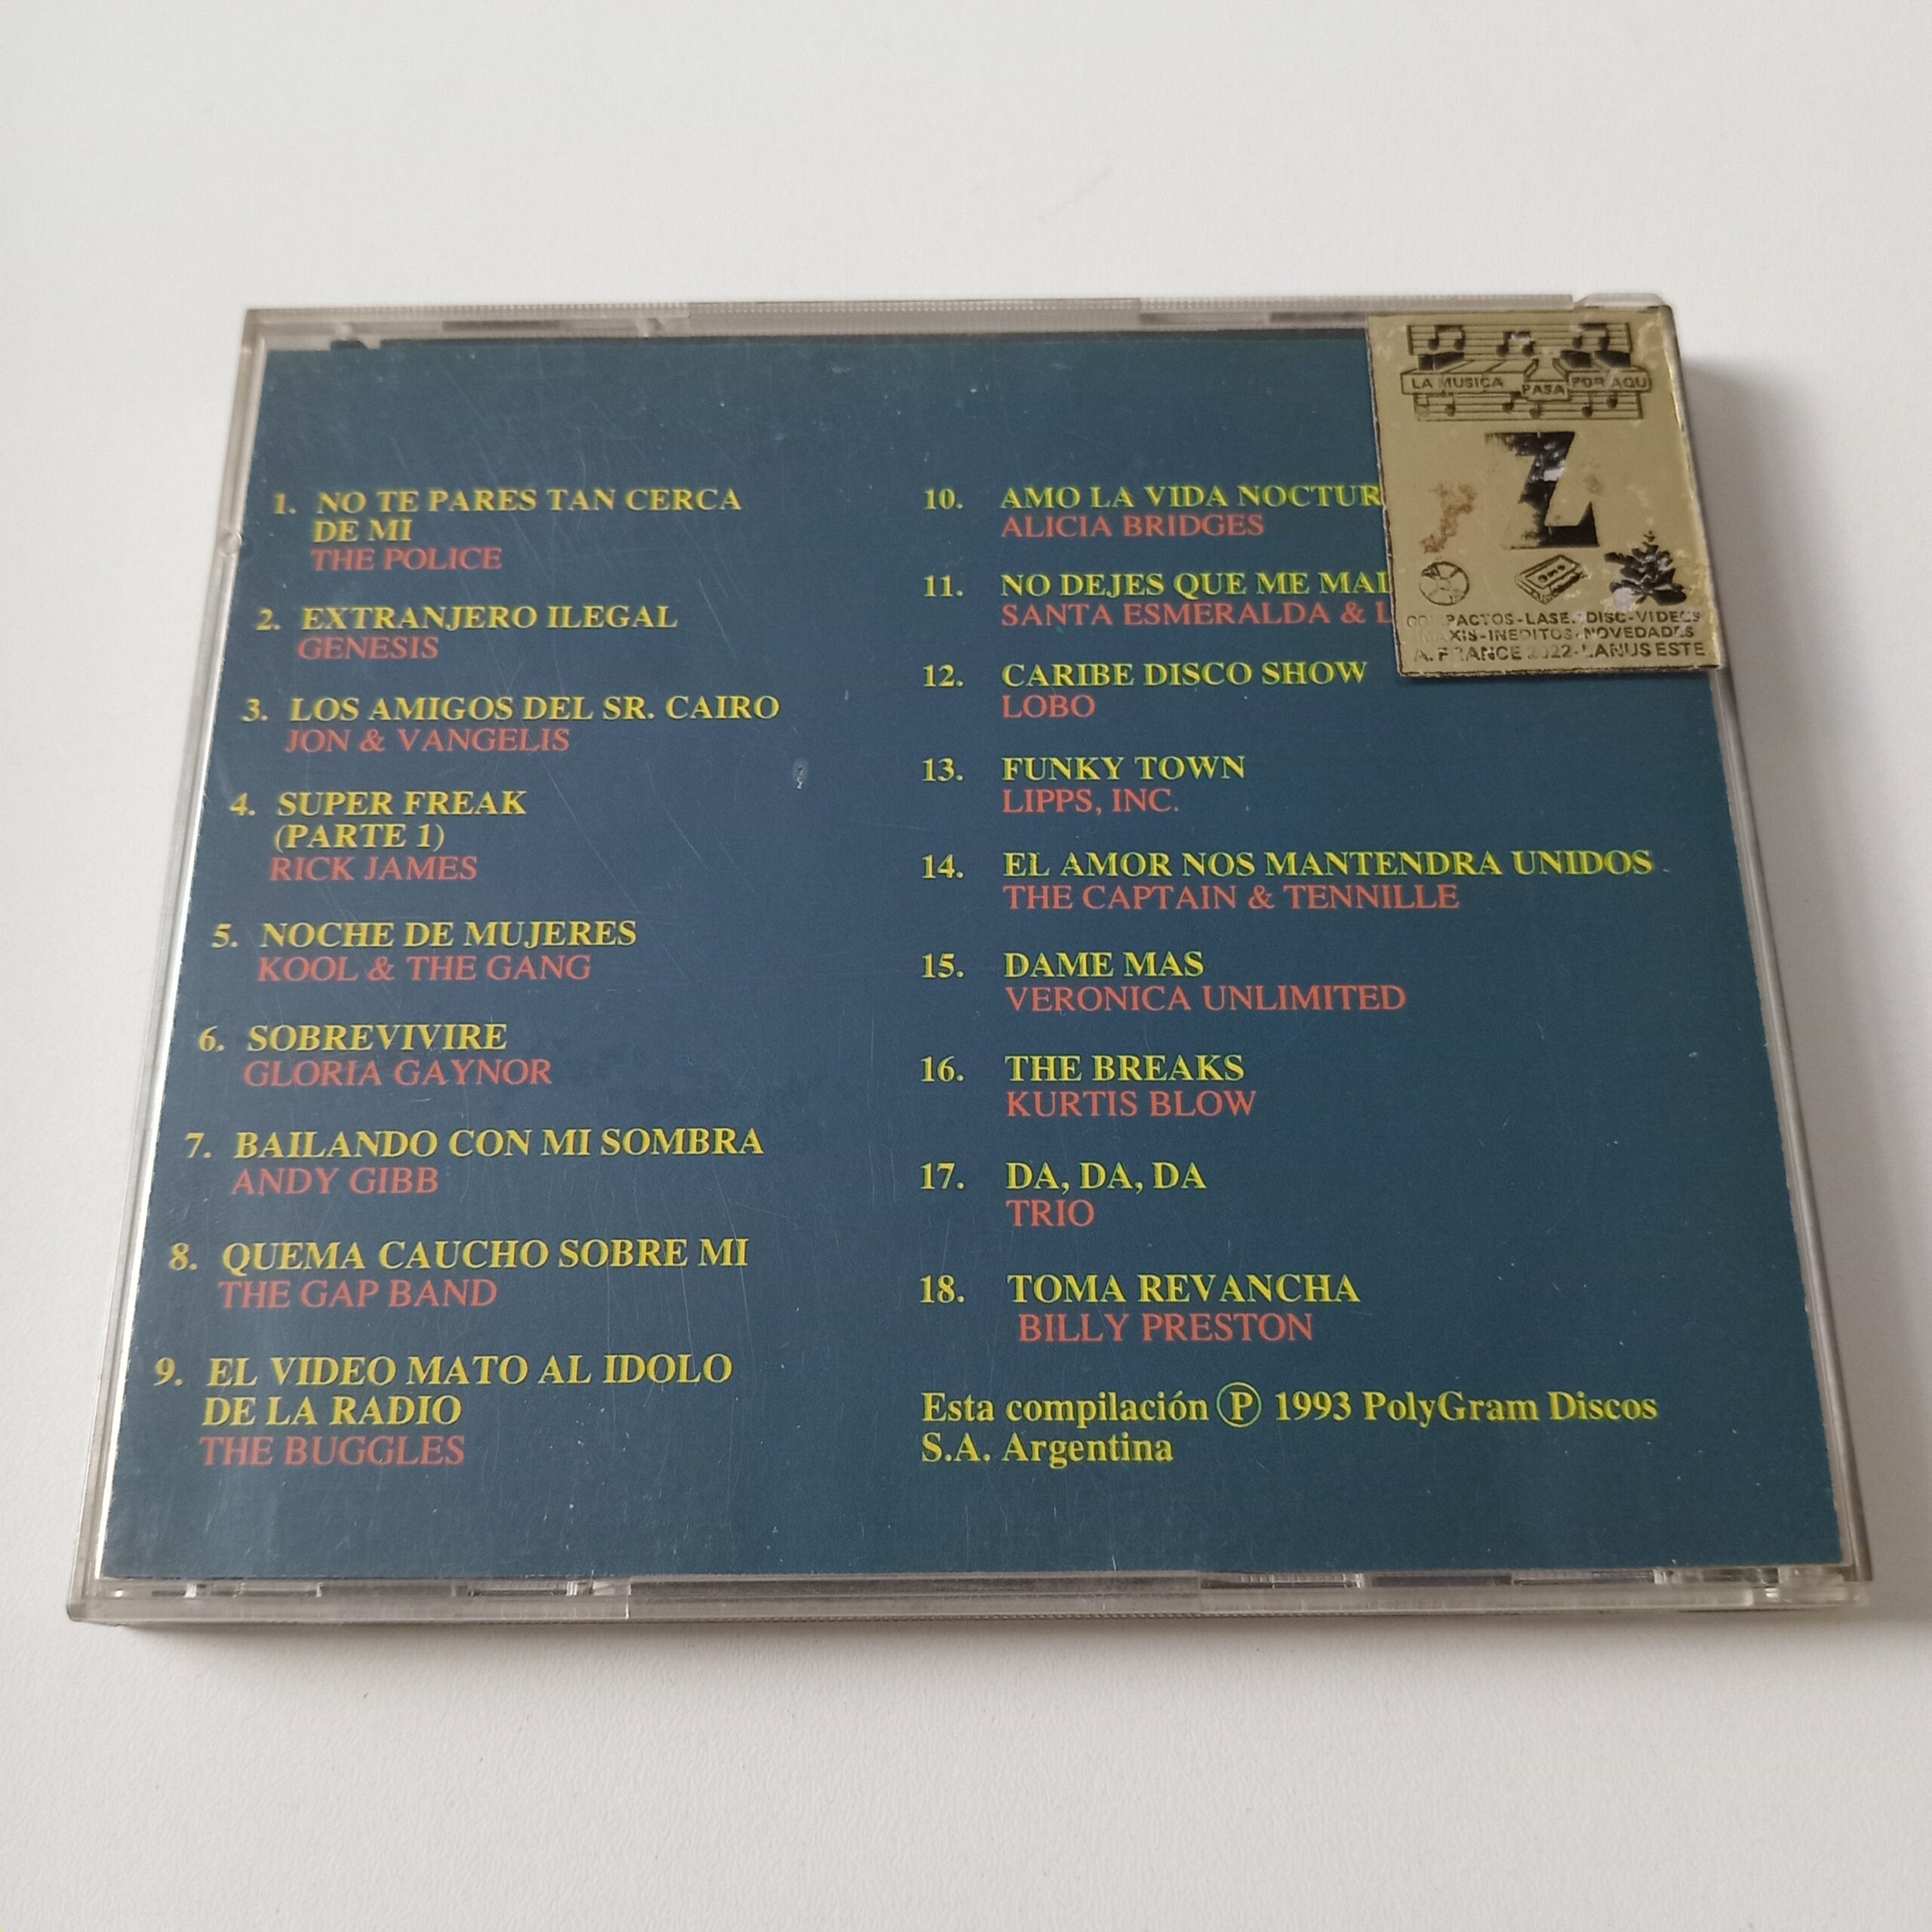 1. NO TE PARES TAN CERCA
DE MI
THE POLICE
2. EXTRANJERO ILEGAL
GENESIS
3. LOS AMIGOS DEL SR. CAIRO
JON & VANGELIS
4. SUPER FREAK
(PARTE 1)
RICK JAMES
5. NOCHE DE MUJERES
KOOL & THE GANG
6. SOBREVIVIRE
GLORIA GAYNOR
7. BAILANDO CON MI SOMBRA
ANDY GIBB
8. QUEMA CAUCHO SOBRE MI
THE GAP BAND
9. EL VIDEO MATO AL IDOLO
DE LA RADIO
THE BUGGLES
10. AMO LA VIDA
ALICIA BRIDGES
11. NO DEJES QUE ME
SANTA ESMERALDA &
12. CARIBE DISCO SHOW
LOBO
13. FUNKY TOWN
LIPPS, INC.
14. EL AMOR NOS MANTENDRA UNIDOS
THE CAPTAIN & TENNILLE
15. DAME MAS
VERONICA UNLIMITED
16. THE BREAKS
KURTIS BLOW
17. DA, DA, DA
TRIO
18. TOMA REVANCHA
BILLY PRESTON
Esta compilación Ⓟ 1993 PolyGram Discos
S.A. Argentina
LA MUSICA PASA POR AQUI
Z
DISC-VIDEOS
INEDITOS-NOVEDADES
LANUS ESTE